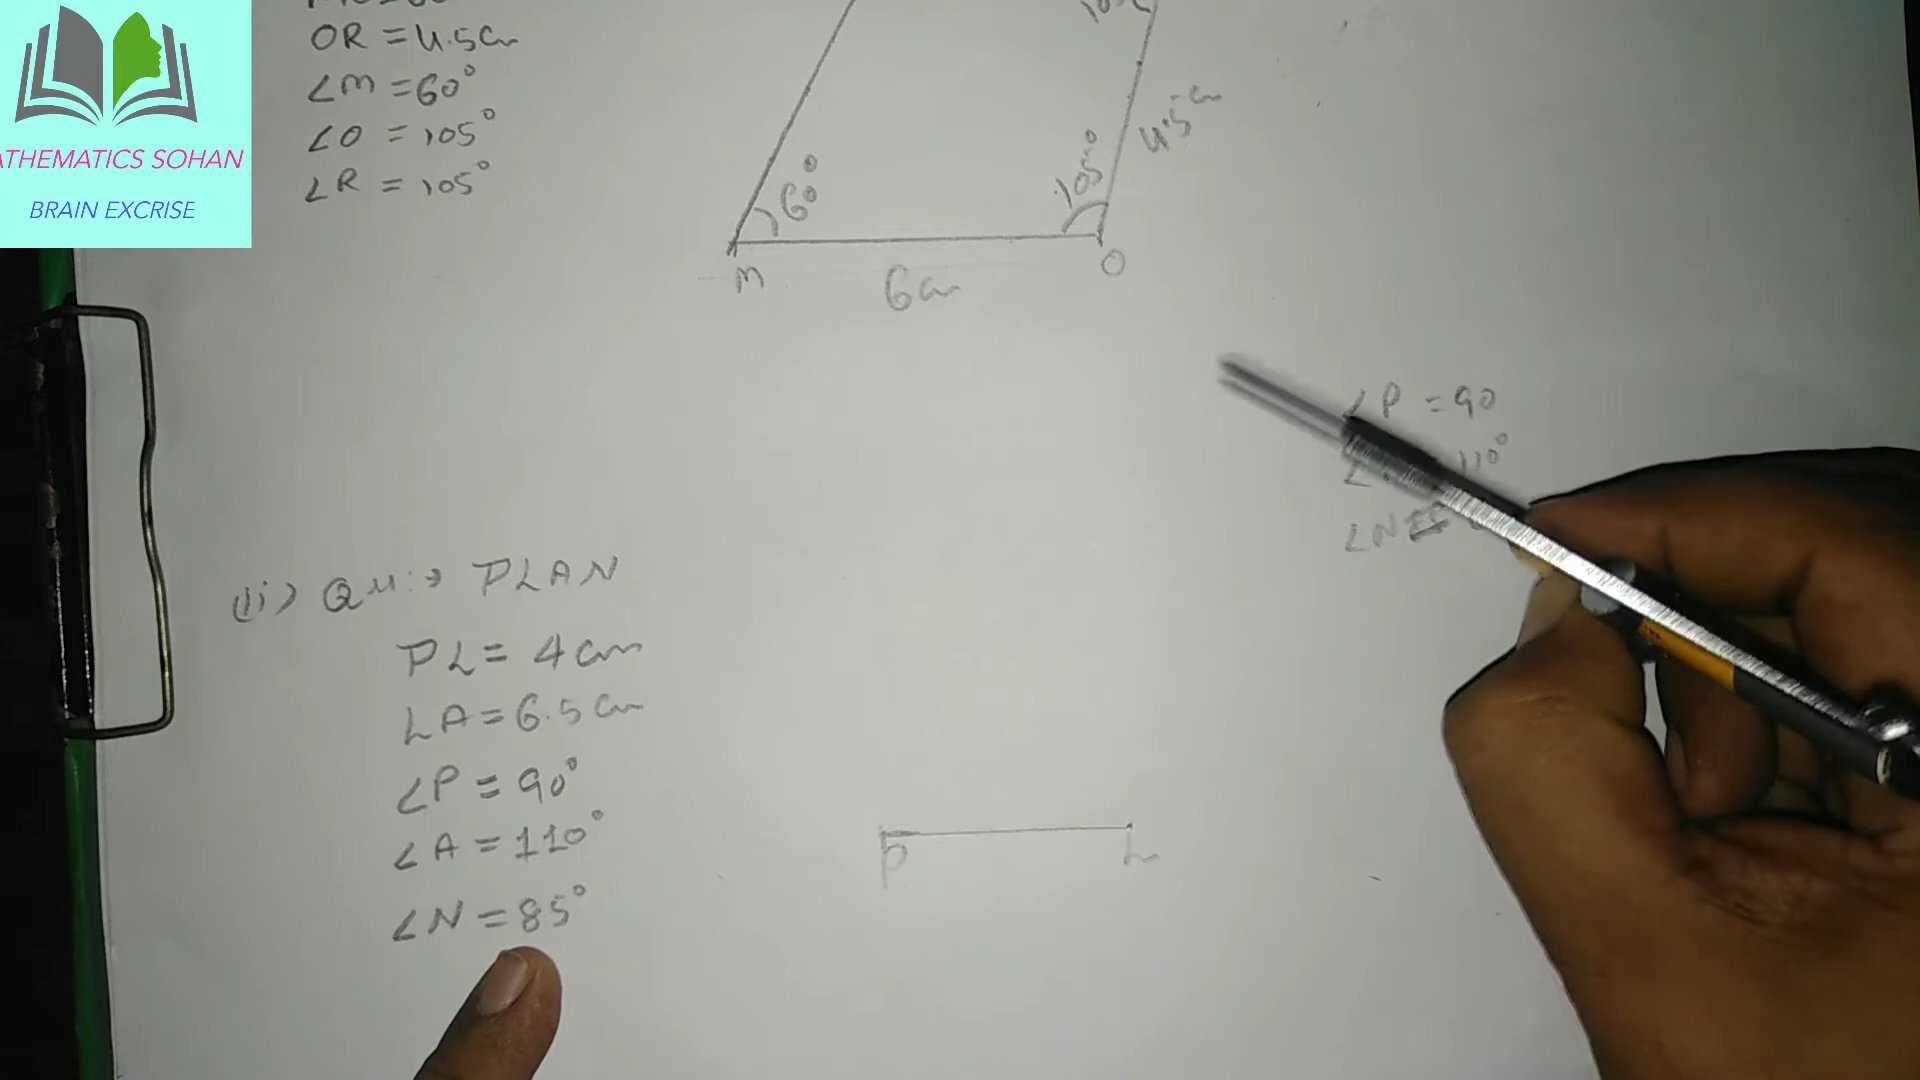 ATHEMATICS SOHAN
BRAIN EXCRISE
OR = 4.5cm
∠M = 60°
∠O = 105°
∠R = 105°
60°
105°
4.5cm
M
O
6cm
∠P = 90
110°
∠N =
(ii) Qu:→ PLAN
PL = 4cm
LA = 6.5cm
∠P = 90°
∠A = 110°
∠N = 85°
P
L